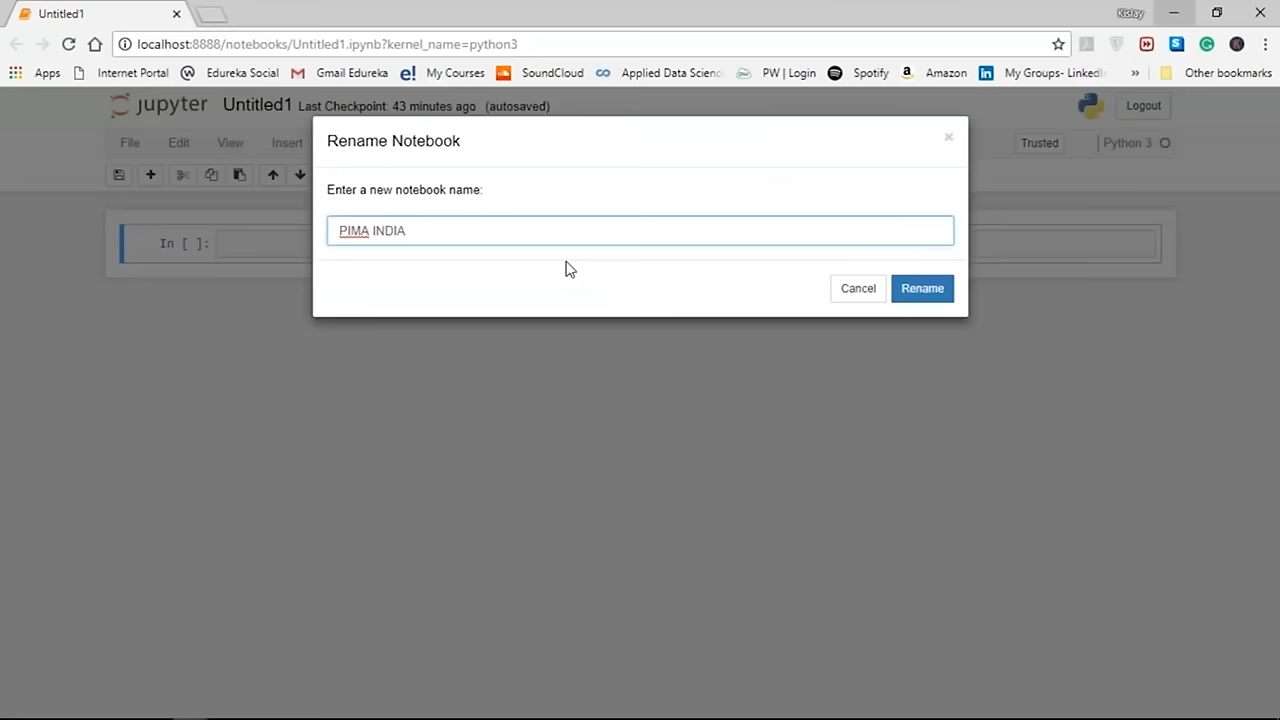 Untitled1
Kislay
localhost:8888/notebooks/Untitled1.ipynb?kernel_name=python3
Apps Internet Portal Edureka Social Gmail Edureka My Courses SoundCloud Applied Data Scienc PW | Login Spotify Amazon My Groups- LinkedI » Other bookmarks
jupyter Untitled1 Last Checkpoint: 43 minutes ago (autosaved) Logout
File Edit View Insert Trusted Python 3
Rename Notebook ×
Enter a new notebook name:
PIMA INDIA
In [ ]:
Cancel Rename